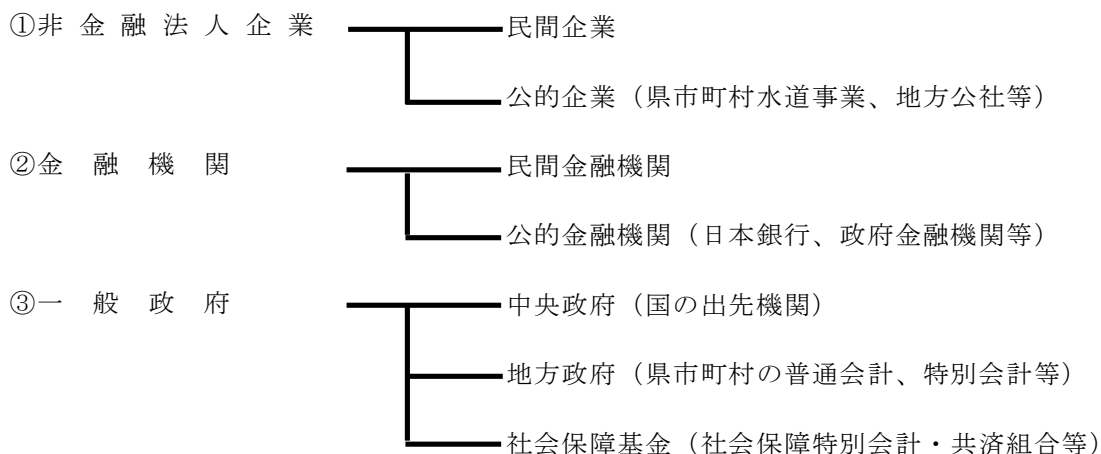 ①非金融法人企業 民間企業
公的企業（県市町村水道事業、地方公社等）
②金融機関 民間金融機関
公的金融機関（日本銀行、政府金融機関等）
③一般政府 中央政府（国の出先機関）
地方政府（県市町村の普通会計、特別会計等）
社会保障基金（社会保障特別会計・共済組合等）